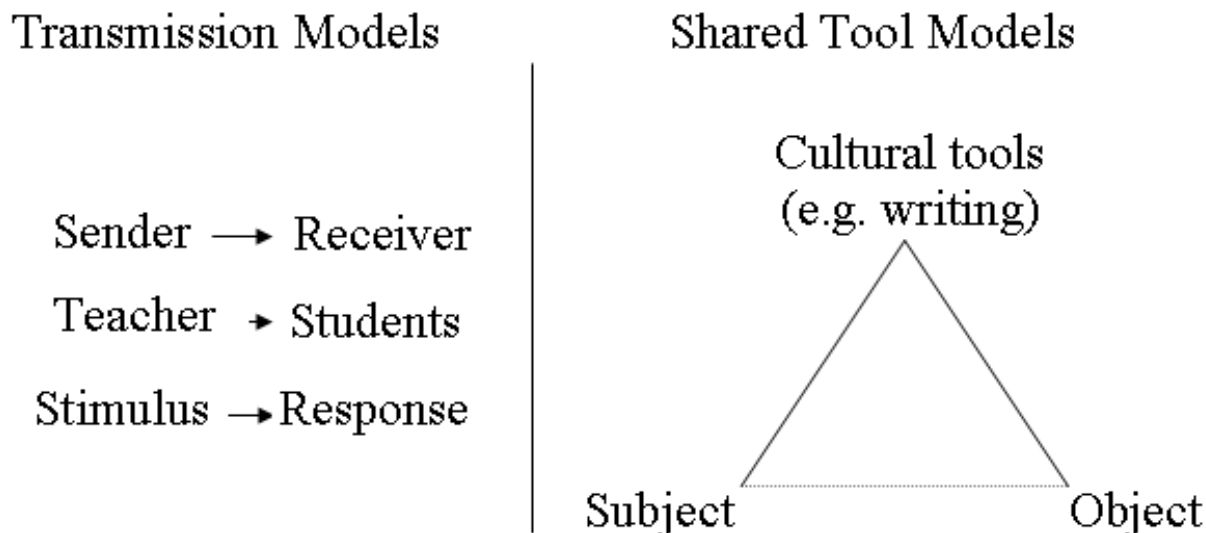 Transmission Models
Sender → Receiver
Teacher → Students
Stimulus → Response
Shared Tool Models
Cultural tools
(e.g. writing)
Subject
Object